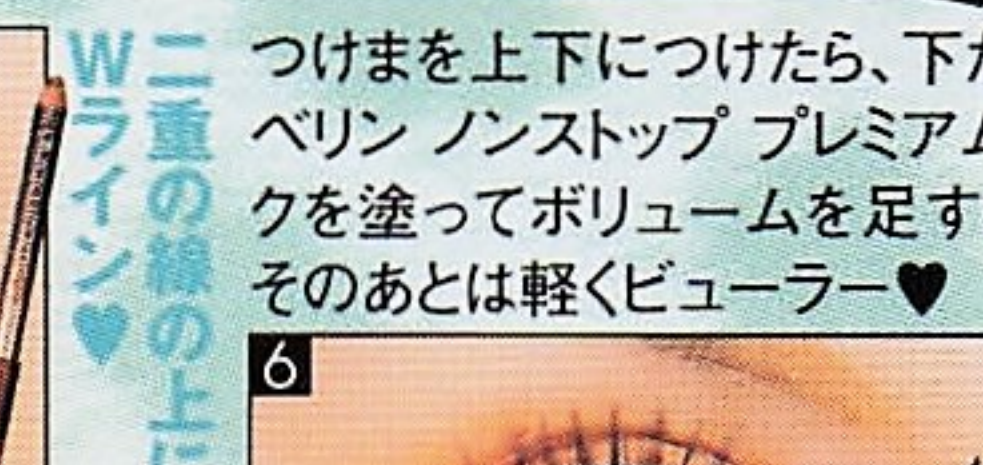 つけまを上下につけたら、下か
ベリン ノンストップ プレミアム
クを塗ってボリュームを足す
そのあとは軽くビューラー♥
二重の線の上に
Wライン♥
6